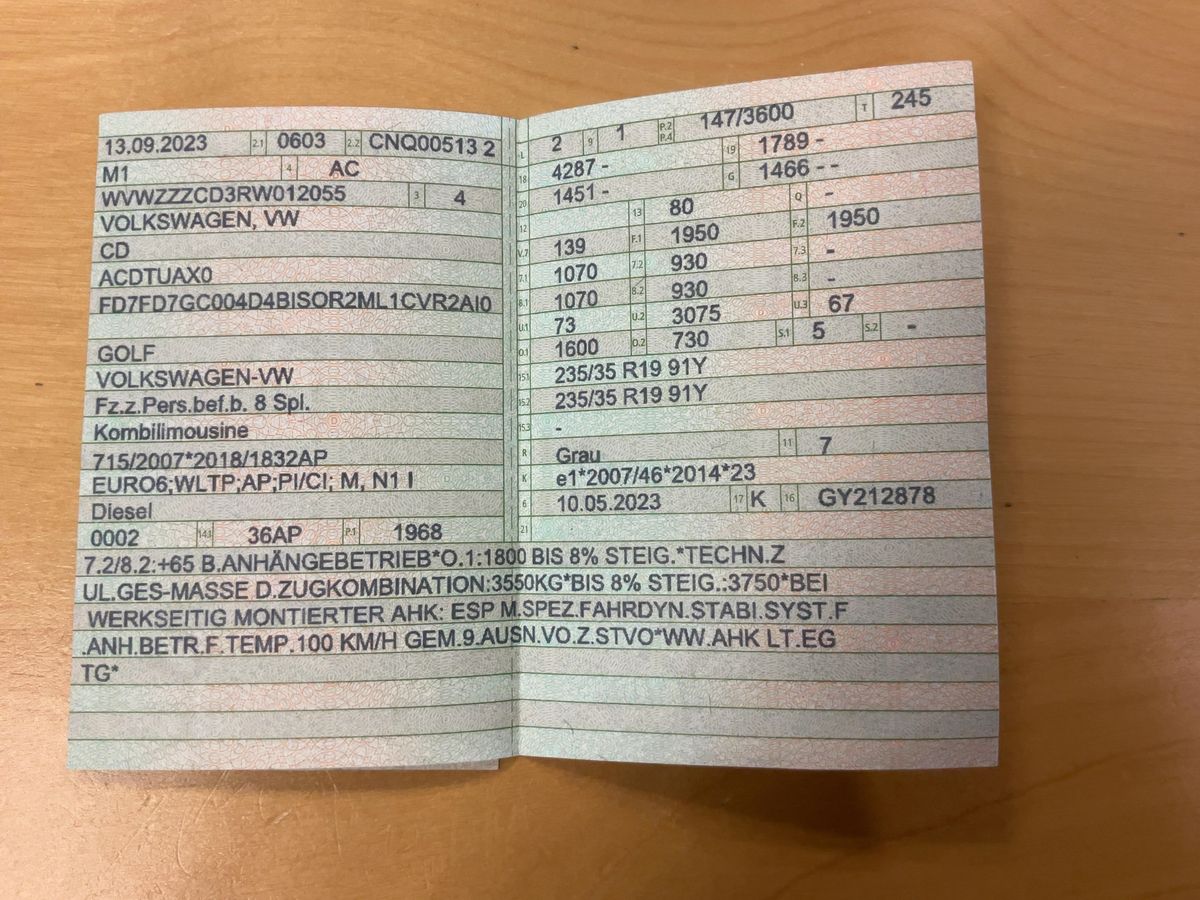 13.09.2023 2.1 0603 2.2 CNQ00513 2
M1 4 AC
WVWZZZCD3RW012055 3 4
VOLKSWAGEN, VW
CD
ACDTUAX0
FD7FD7GC004D4BISOR2ML1CVR2AI0
GOLF
VOLKSWAGEN-VW
Fz.z.Pers.bef.b. 8 Spl.
Kombilimousine
715/2007*2018/1832AP
EURO6;WLTP;AP;PI/CI; M, N1 I
Diesel
0002 14.1 36AP P.1 1968
L 2 9 1 P.2 P.4 147/3600 T 245
18 4287 - 19 1789 -
20 1451 - G 1466 - -
12 13 80 Q -
V.7 139 F.1 1950 F.2 1950
7.1 1070 7.2 930 7.3 -
8.1 1070 8.2 930 8.3 -
U.1 73 U.2 3075 U.3 67
O.1 1600 O.2 730 S.1 5 S.2 -
15.1 235/35 R19 91Y
15.2 235/35 R19 91Y
15.3 -
R Grau 11 7
K e1*2007/46*2014*23
6 10.05.2023 17 K 16 GY212878
21
7.2/8.2:+65 B.ANHÄNGEBETRIEB*O.1:1800 BIS 8% STEIG.*TECHN.Z
UL.GES-MASSE D.ZUGKOMBINATION:3550KG*BIS 8% STEIG.:3750*BEI
WERKSEITIG MONTIERTER AHK: ESP M.SPEZ.FAHRDYN.STABI.SYST.F
.ANH.BETR.F.TEMP.100 KM/H GEM.9.AUSN.VO.Z.STVO*WW.AHK LT.EG
TG*